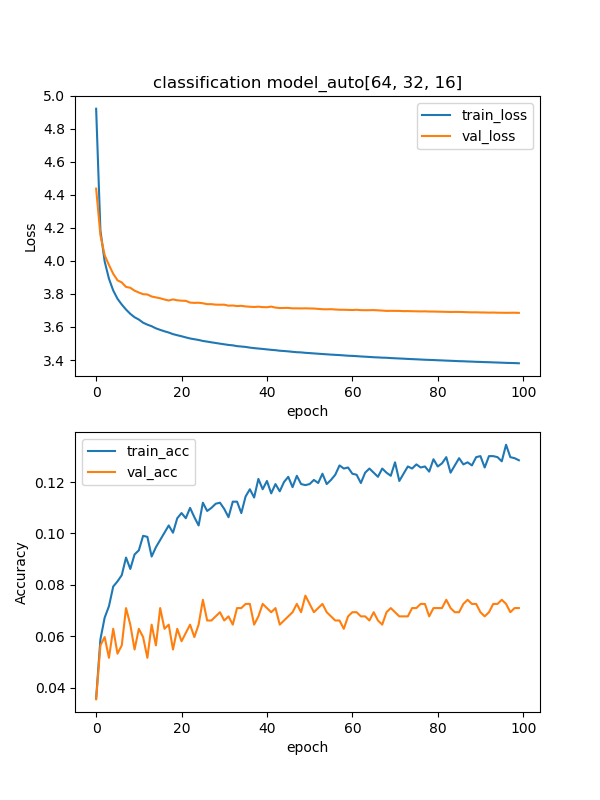 classification model_auto[64, 32, 16]
5.0
4.8
4.6
4.4
4.2
4.0
3.8
3.6
3.4
Loss
train_loss
val_loss
0 20 40 60 80 100
epoch
0.12
0.10
0.08
0.06
0.04
Accuracy
train_acc
val_acc
0 20 40 60 80 100
epoch